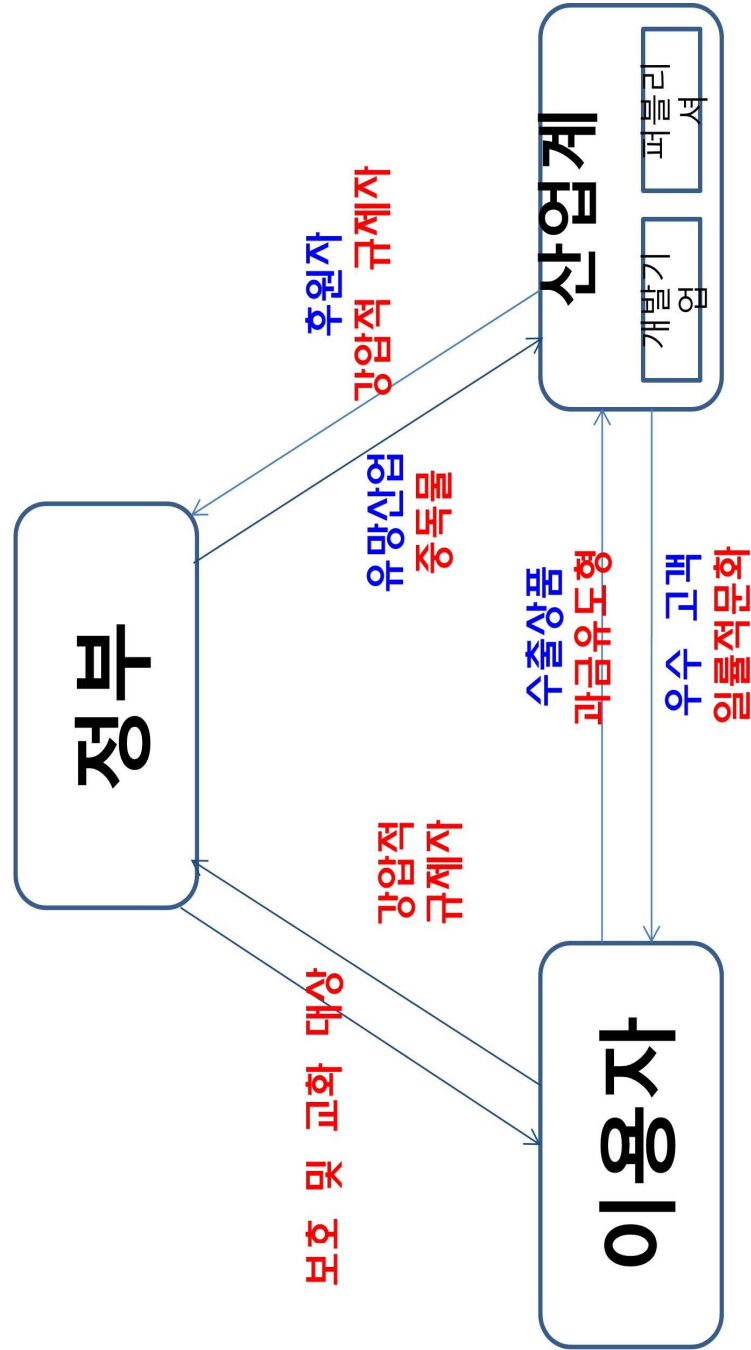 정부
후원자
강압적 규제자
보호 및 교화 대상
유망산업
중독물
강압적
규제자
수출상품
과금유도형
우수 고객
일률적문화
이용자
산업계
개발기
업
퍼블리
셔